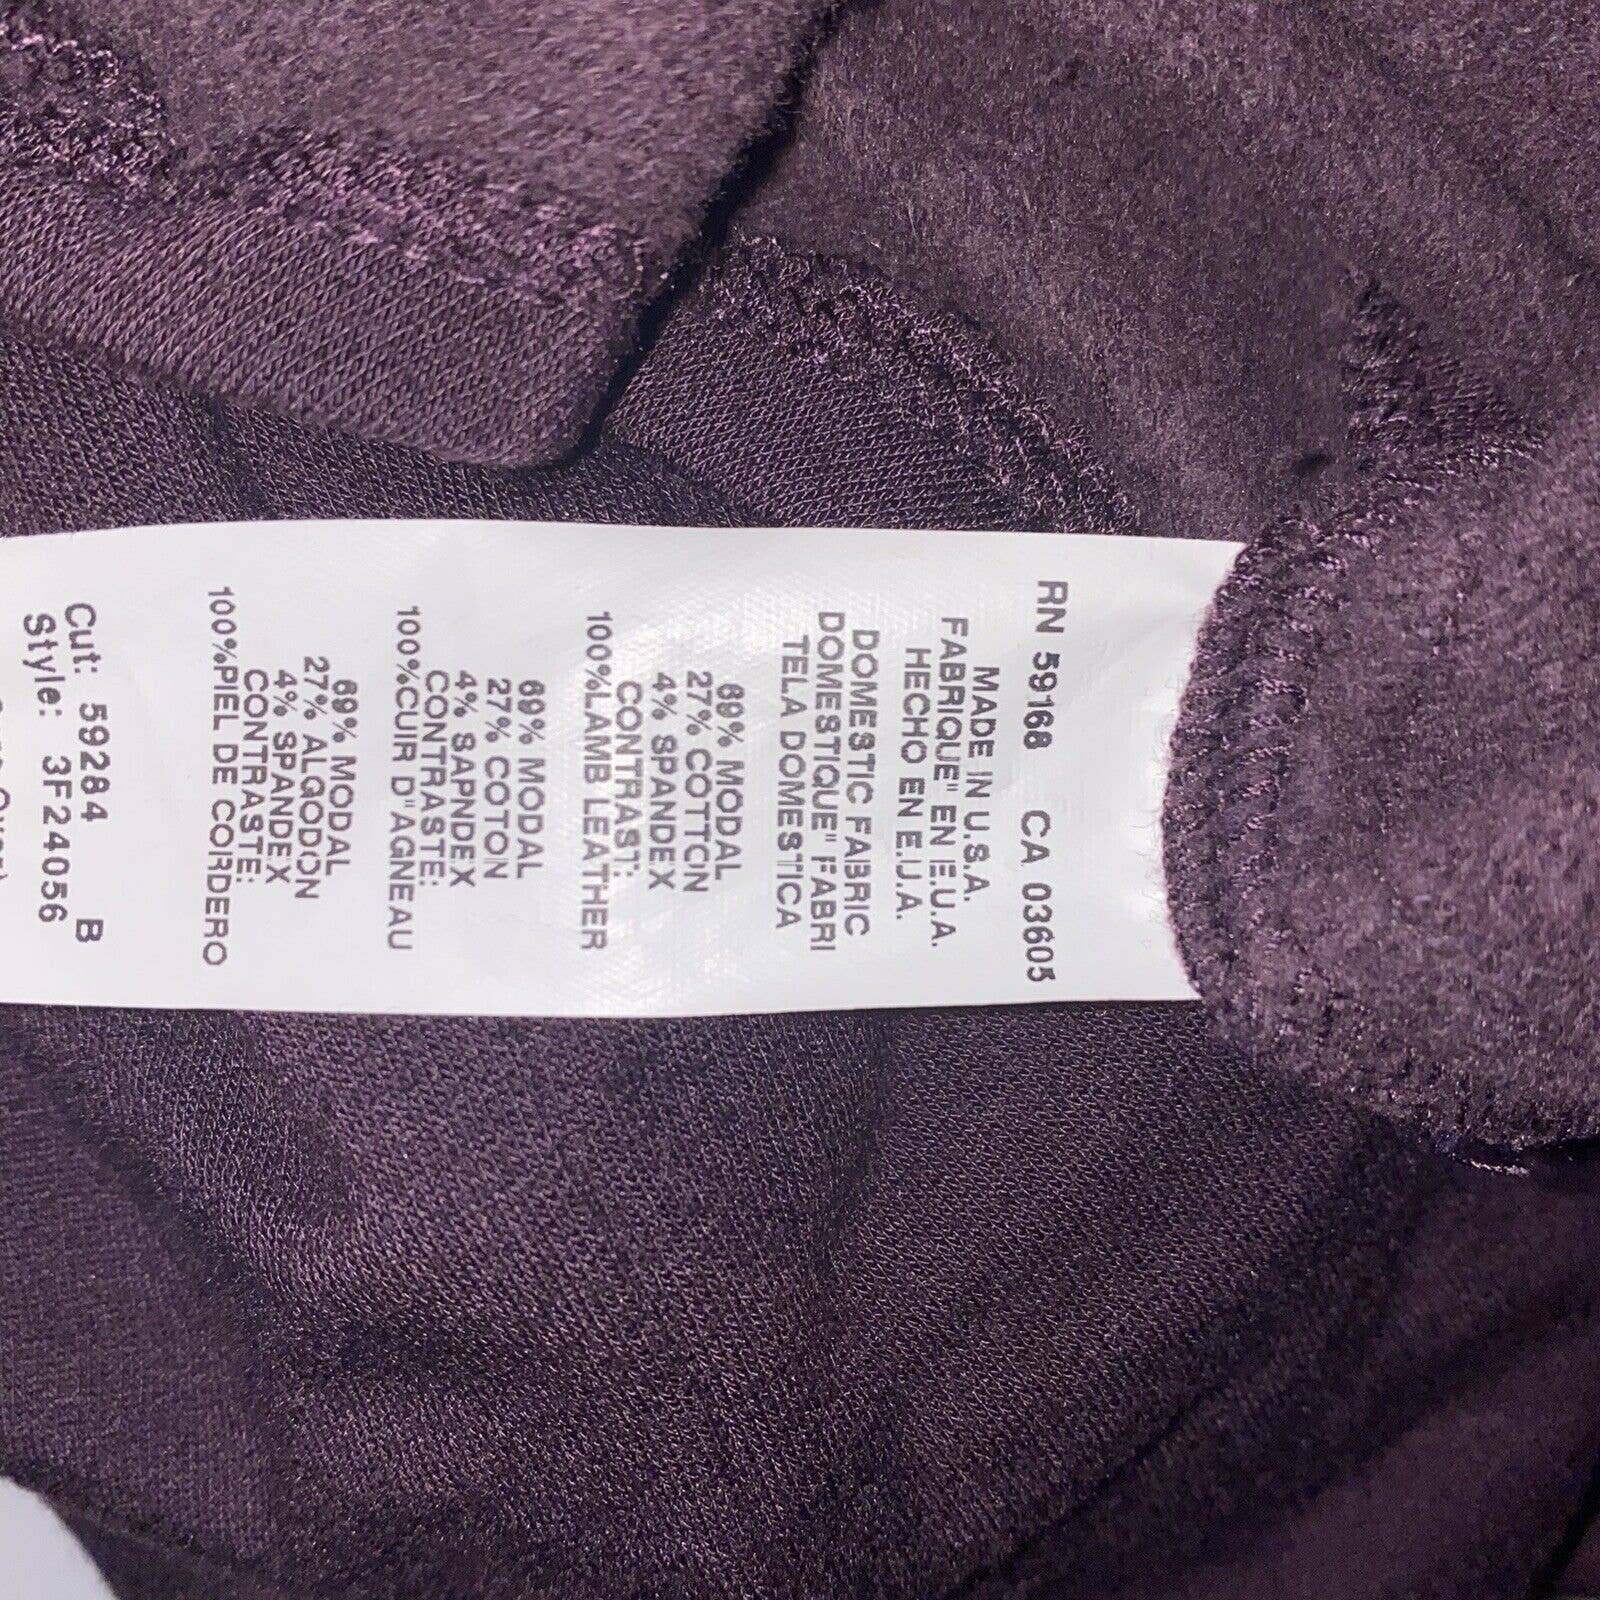 RN 59168 CA 03605
MADE IN U.S.A.
FABRIQUE" EN E.U.A.
HECHO EN E.U.A.
DOMESTIC FABRIC
DOMESTIQUE" FABRI
TELA DOMESTICA
69% MODAL
27% COTTON
4% SPANDEX
CONTRAST:
100%LAMB LEATHER
69% MODAL
27% COTON
4% SAPNDEX
CONTRASTE:
100%CUIR D"AGNEAU
69% MODAL
27% ALGODON
4% SPANDEX
CONTRASTE:
100%PIEL DE CORDERO
Cut: 59284 B
Style: 3F24056